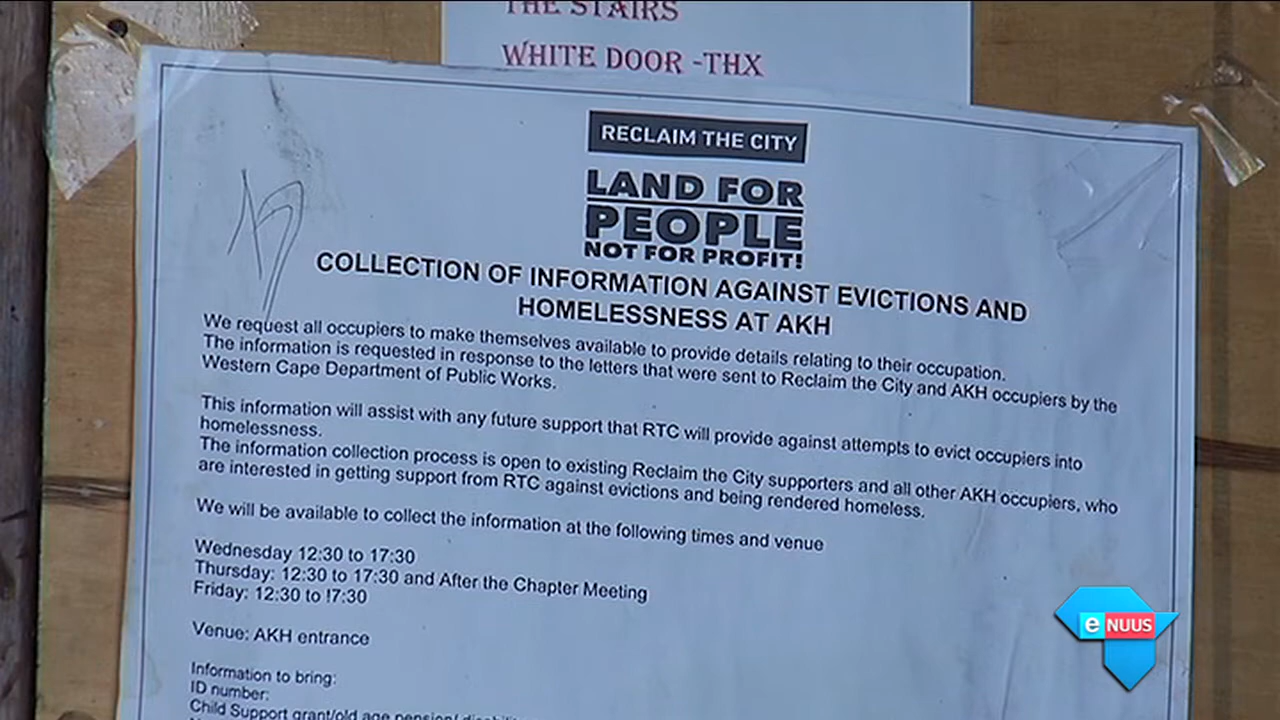 THE STAIRS
WHITE DOOR -THX
RECLAIM THE CITY
LAND FOR
PEOPLE
NOT FOR PROFIT!
COLLECTION OF INFORMATION AGAINST EVICTIONS AND
HOMELESSNESS AT AKH
We request all occupiers to make themselves available to provide details relating to their occupation.
The information is requested in response to the letters that were sent to Reclaim the City and AKH occupiers by the
Western Cape Department of Public Works.
This information will assist with any future support that RTC will provide against attempts to evict occupiers into
homelessness.
The information collection process is open to existing Reclaim the City supporters and all other AKH occupiers, who
are interested in getting support from RTC against evictions and being rendered homeless.
We will be available to collect the information at the following times and venue
Wednesday 12:30 to 17:30
Thursday: 12:30 to 17:30 and After the Chapter Meeting
Friday: 12:30 to !7:30
Venue: AKH entrance
Information to bring:
ID number:
Child Support grant/old age pension/
e NUUS